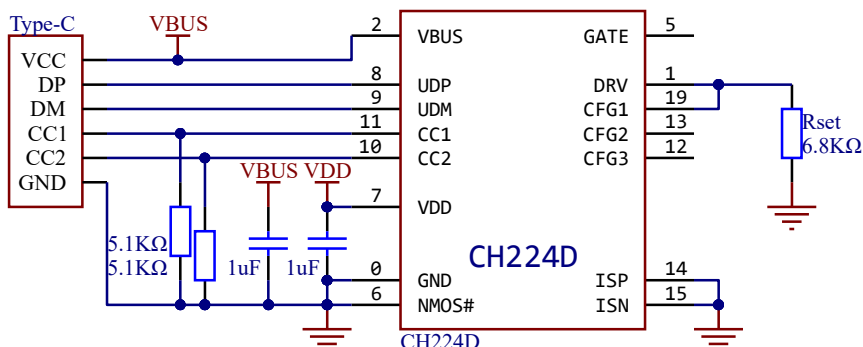 Type-C
VBUS
VCC
DP
DM
CC1
CC2
GND
5.1KΩ
5.1KΩ
VBUS
VDD
1uF
1uF
2
8
9
11
10
7
0
6
VBUS
UDP
UDM
CC1
CC2
VDD
GND
NMOS#
CH224D
GATE
DRV
CFG1
CFG2
CFG3
ISP
ISN
5
1
19
13
12
14
15
CH224D
Rset
6.8KΩ